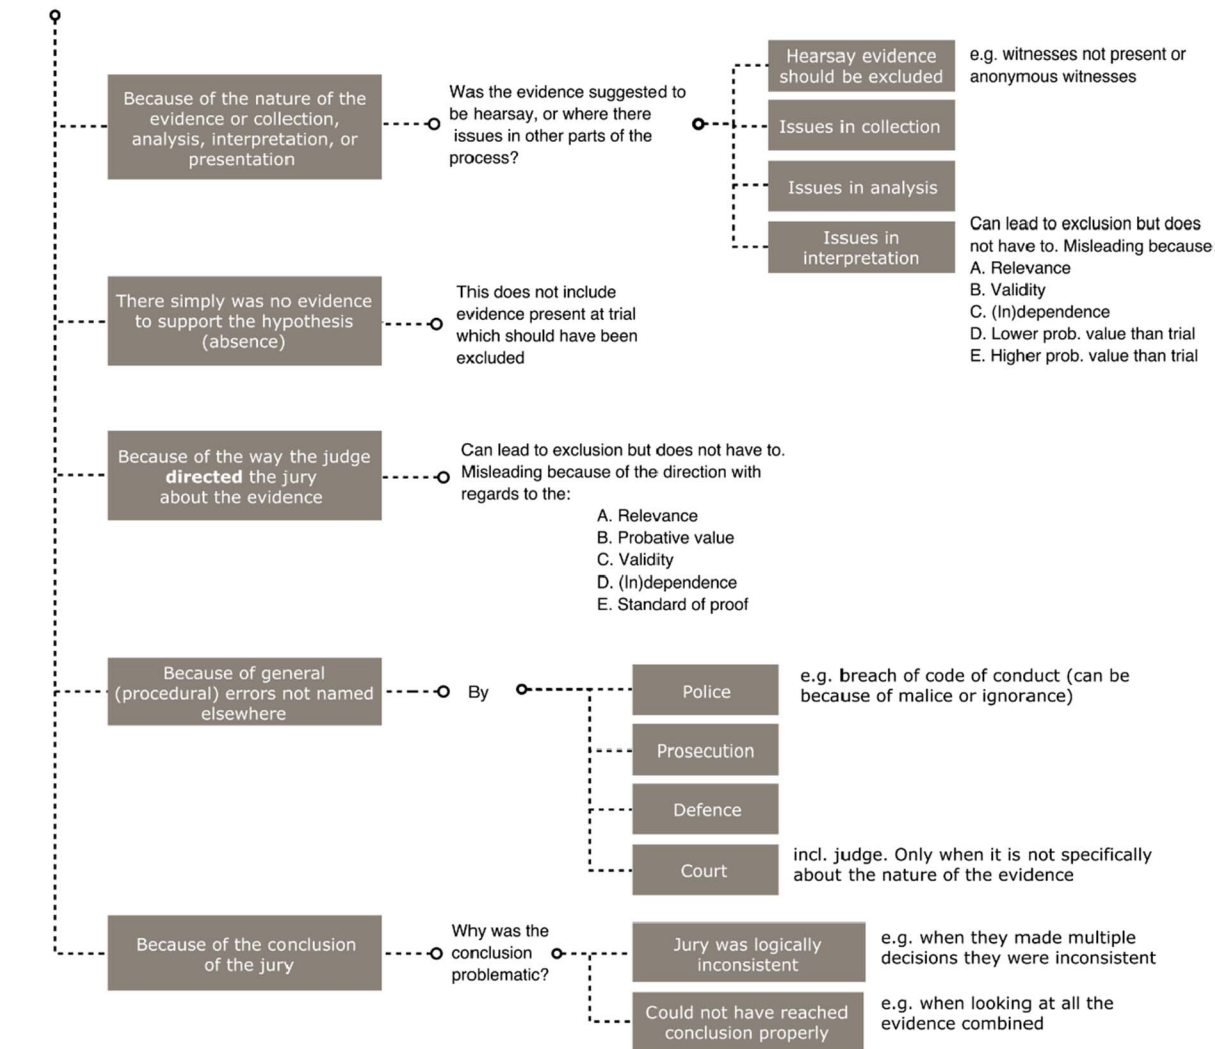 Because of the nature of the
evidence or collection,
analysis, interpretation, or
presentation
Was the evidence suggested to
be hearsay, or where there
issues in other parts of the
process?
Hearsay evidence
should be excluded
e.g. witnesses not present or
anonymous witnesses
Issues in collection
Issues in analysis
Issues in
interpretation
Can lead to exclusion but does
not have to. Misleading because
A. Relevance
B. Validity
C. (In)dependence
D. Lower prob. value than trial
E. Higher prob. value than trial
There simply was no evidence
to support the hypothesis
(absence)
This does not include
evidence present at trial
which should have been
excluded
Because of the way the judge
directed the jury
about the evidence
Can lead to exclusion but does not have to.
Misleading because of the direction with
regards to the:
A. Relevance
B. Probative value
C. Validity
D. (In)dependence
E. Standard of proof
Because of general
(procedural) errors not named
elsewhere
By
Police
e.g. breach of code of conduct (can be
because of malice or ignorance)
Prosecution
Defence
Court
incl. judge. Only when it is not specifically
about the nature of the evidence
Because of the conclusion
of the jury
Why was the
conclusion
problematic?
Jury was logically
inconsistent
e.g. when they made multiple
decisions they were inconsistent
Could not have reached
conclusion properly
e.g. when looking at all the
evidence combined